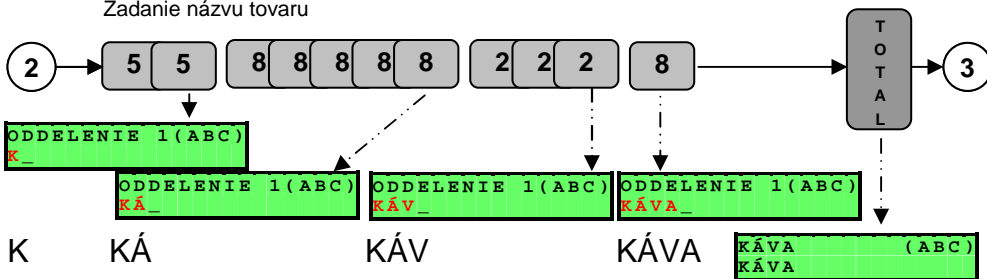 Zadanie názvu tovaru
2 5 5 8 8 8 8 8 2 2 2 8 TOTAL 3
ODDELENIE 1(ABC)
K_
ODDELENIE 1(ABC)
KÁ_
ODDELENIE 1(ABC)
KÁV_
ODDELENIE 1(ABC)
KÁVA_
K KÁ KÁV KÁVA
KÁVA (ABC)
KÁVA